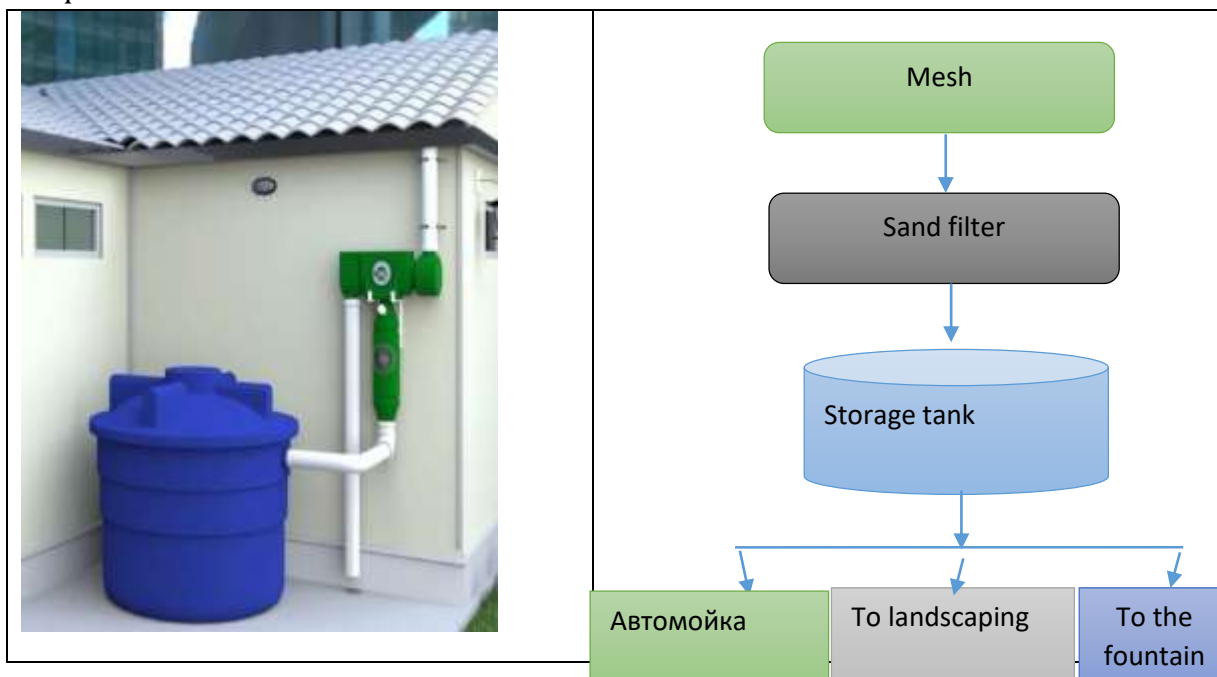 Mesh
Sand filter
Storage tank
Автомойка
To landscaping
To the
fountain